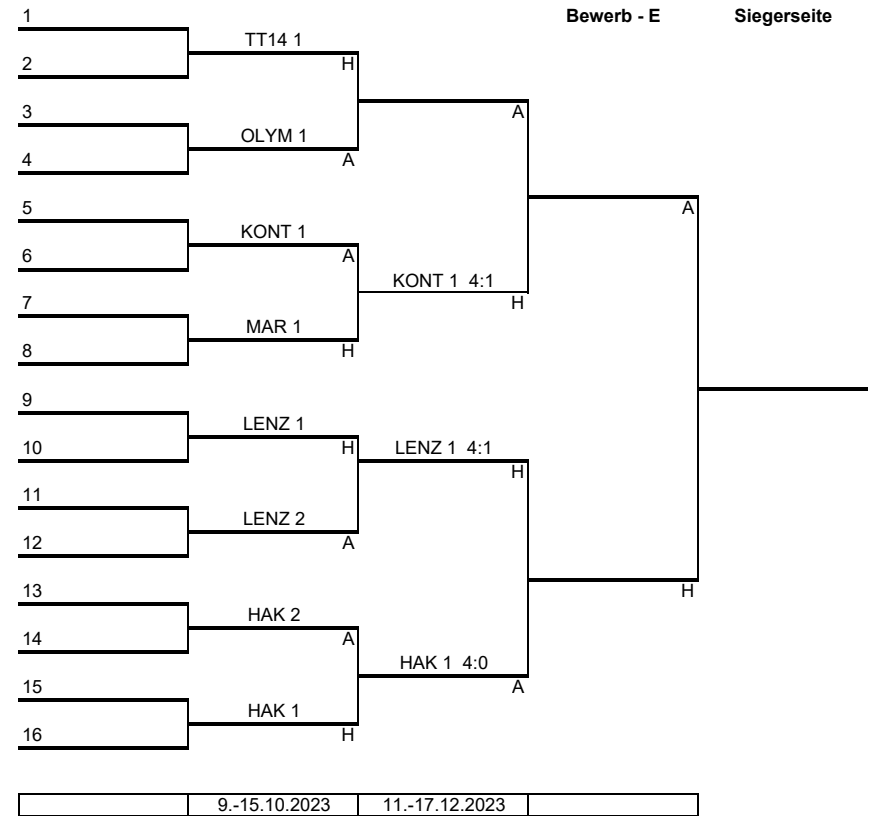 1 Bewerb - E Siegerseite
TT14 1
2 H
3 A
OLYM 1
4 A
5 A
KONT 1
6 A
KONT 1 4:1
7 H
MAR 1
8 H
9
LENZ 1
10 H LENZ 1 4:1
H
11
LENZ 2
12 A
13 H
HAK 2
14 A
HAK 1 4:0
15 A
HAK 1
16 H
9.-15.10.2023 11.-17.12.2023